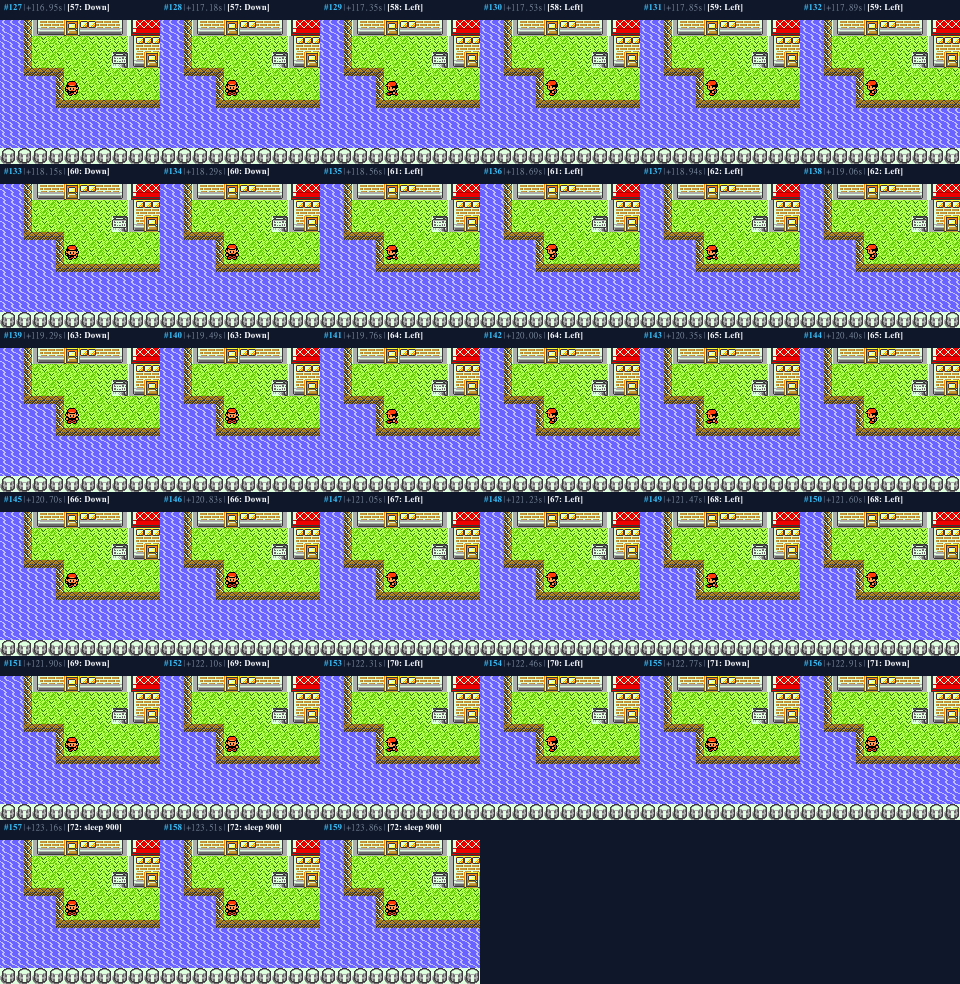 #127 |+116.95s| [57: Down] #128 |+117.18s| [57: Down] #129 |+117.35s| [58: Left] #130 |+117.53s| [58: Left] #131 |+117.85s| [59: Left] #132 |+117.89s| [59: Left]
#133 |+118.15s| [60: Down] #134 |+118.29s| [60: Down] #135 |+118.56s| [61: Left] #136 |+118.69s| [61: Left] #137 |+118.94s| [62: Left] #138 |+119.06s| [62: Left]
#139 |+119.29s| [63: Down] #140 |+119.49s| [63: Down] #141 |+119.76s| [64: Left] #142 |+120.00s| [64: Left] #143 |+120.35s| [65: Left] #144 |+120.40s| [65: Left]
#145 |+120.70s| [66: Down] #146 |+120.83s| [66: Down] #147 |+121.05s| [67: Left] #148 |+121.23s| [67: Left] #149 |+121.47s| [68: Left] #150 |+121.60s| [68: Left]
#151 |+121.90s| [69: Down] #152 |+122.10s| [69: Down] #153 |+122.31s| [70: Left] #154 |+122.46s| [70: Left] #155 |+122.77s| [71: Down] #156 |+122.91s| [71: Down]
#157 |+123.16s| [72: sleep 900] #158 |+123.51s| [72: sleep 900] #159 |+123.86s| [72: sleep 900]